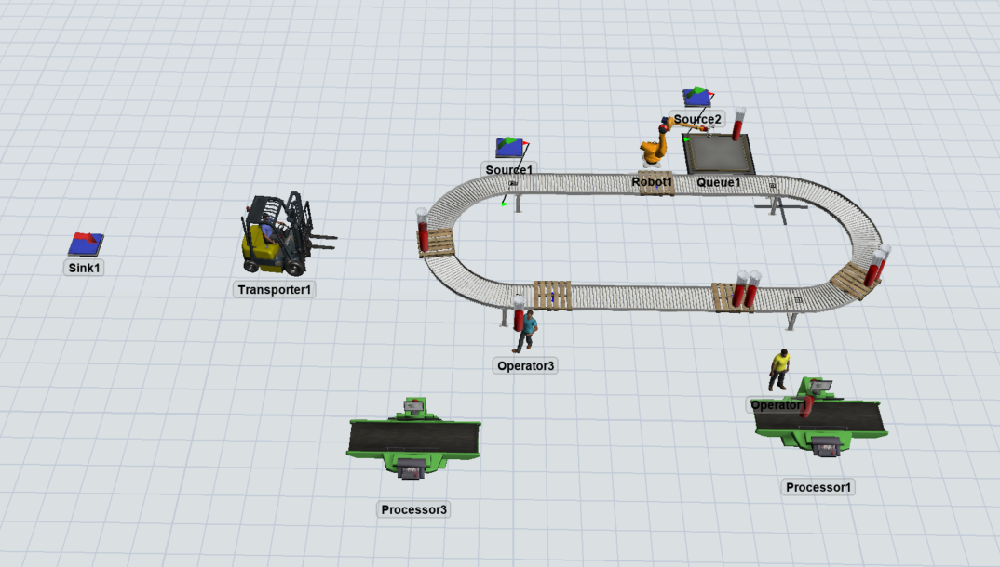 Source2
Source1
Robot1
Queue1
Sink1
Transporter1
Operator3
Operator1
Processor1
Processor3